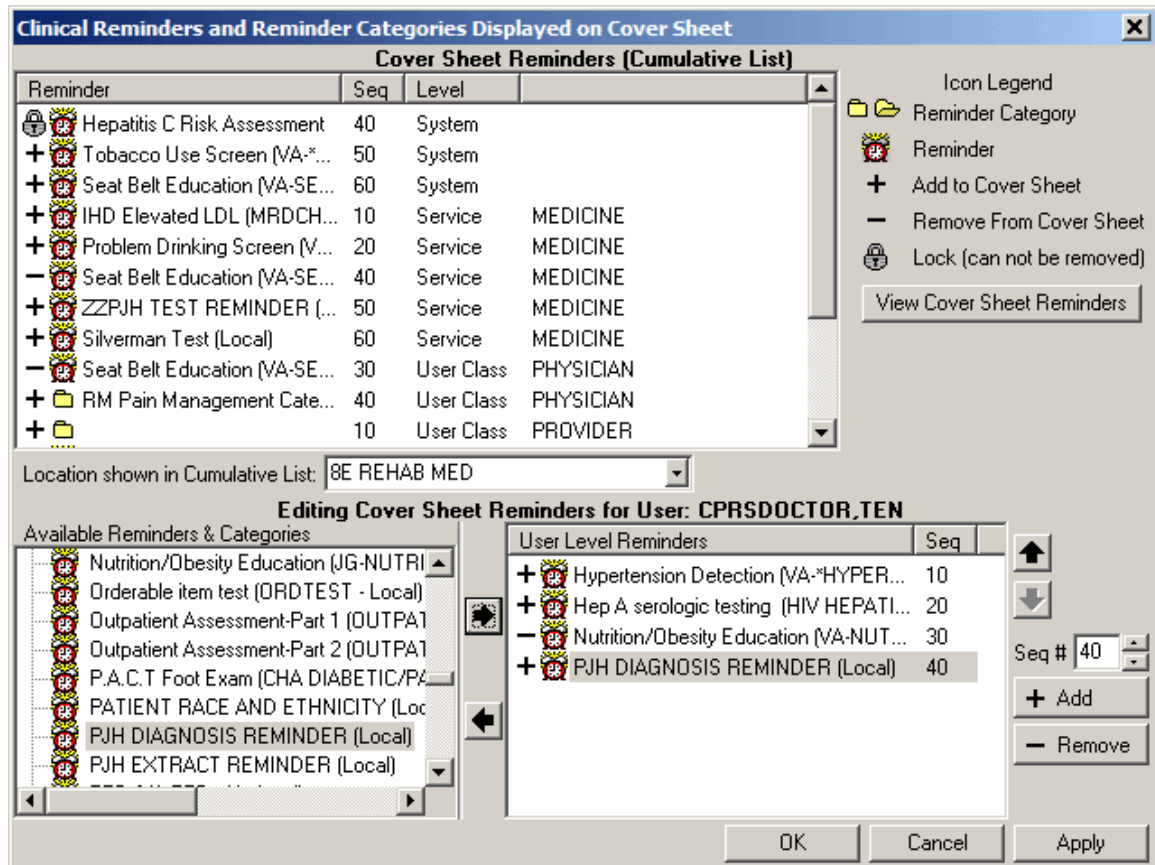 Clinical Reminders and Reminder Categories Displayed on Cover Sheet
Cover Sheet Reminders (Cumulative List)
Reminder Seq Level
Hepatitis C Risk Assessment 40 System
+ Tobacco Use Screen (VA-*... 50 System
+ Seat Belt Education (VA-SE... 60 System
+ IHD Elevated LDL (MRDCH... 10 Service MEDICINE
+ Problem Drinking Screen (V... 20 Service MEDICINE
− Seat Belt Education (VA-SE... 40 Service MEDICINE
+ ZZPJH TEST REMINDER (... 50 Service MEDICINE
+ Silverman Test (Local) 60 Service MEDICINE
− Seat Belt Education (VA-SE... 30 User Class PHYSICIAN
+ RM Pain Management Cate... 40 User Class PHYSICIAN
+ 10 User Class PROVIDER
Icon Legend
Reminder Category
Reminder
+ Add to Cover Sheet
− Remove From Cover Sheet
Lock (can not be removed)
View Cover Sheet Reminders
Location shown in Cumulative List: 8E REHAB MED
Editing Cover Sheet Reminders for User: CPRSDOCTOR,TEN
Available Reminders & Categories
Nutrition/Obesity Education (JG-NUTRI
Orderable item test (ORDTEST - Local)
Outpatient Assessment-Part 1 (OUTPAT
Outpatient Assessment-Part 2 (OUTPAT
P.A.C.T Foot Exam (CHA DIABETIC/PA
PATIENT RACE AND ETHNICITY (Loc
PJH DIAGNOSIS REMINDER (Local)
PJH EXTRACT REMINDER (Local)
User Level Reminders Seq
+ Hypertension Detection (VA-*HYPER... 10
+ Hep A serologic testing (HIV HEPATI... 20
− Nutrition/Obesity Education (VA-NUT... 30
+ PJH DIAGNOSIS REMINDER (Local) 40
Seq # 40
+ Add
− Remove
OK Cancel Apply